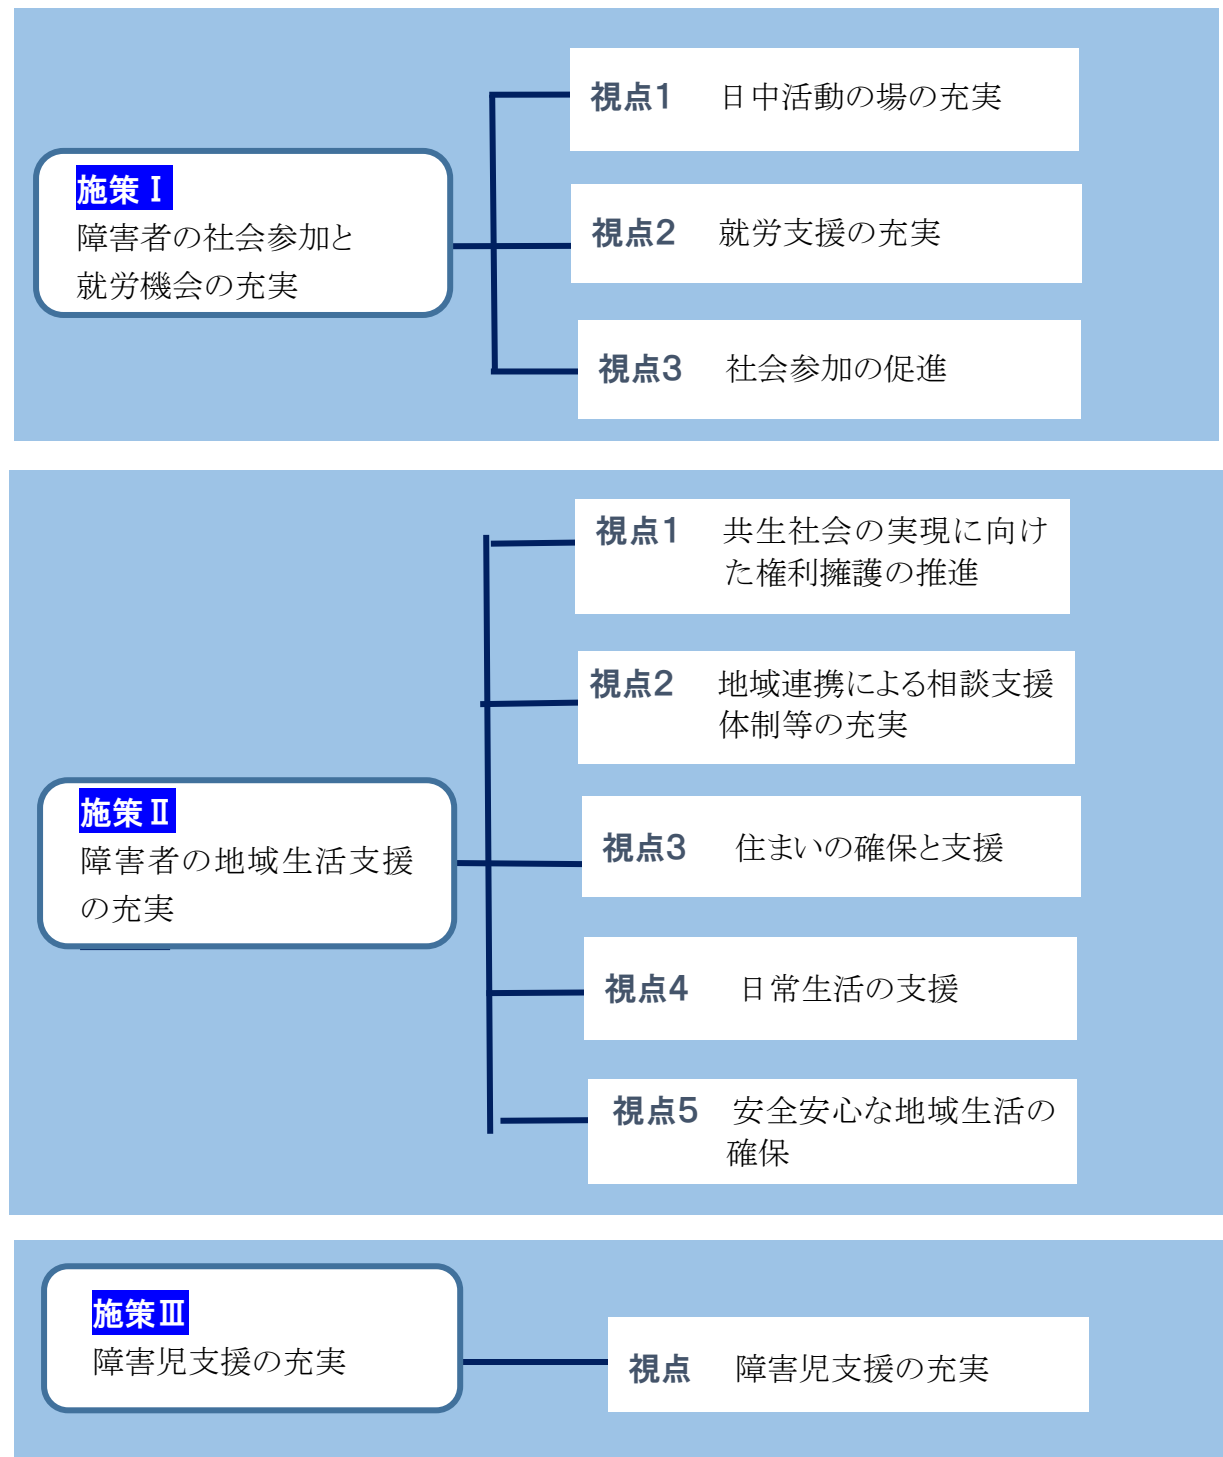 施策Ⅰ
障害者の社会参加と
就労機会の充実
視点1 日中活動の場の充実
視点2 就労支援の充実
視点3 社会参加の促進
施策Ⅱ
障害者の地域生活支援
の充実
視点1 共生社会の実現に向け
た権利擁護の推進
視点2 地域連携による相談支援
体制等の充実
視点3 住まいの確保と支援
視点4 日常生活の支援
視点5 安全安心な地域生活の
確保
施策Ⅲ
障害児支援の充実
視点 障害児支援の充実